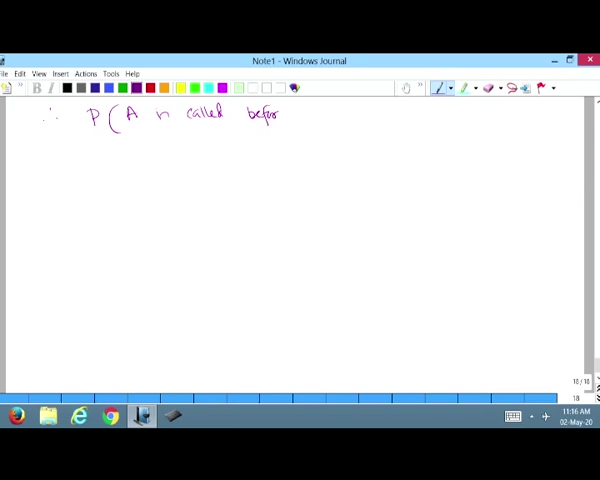 Note1 - Windows Journal
File Edit View Insert Actions Tools Help
B I
∴ P ( A is called befor
18 / 18
18
11:16 AM
02-May-20